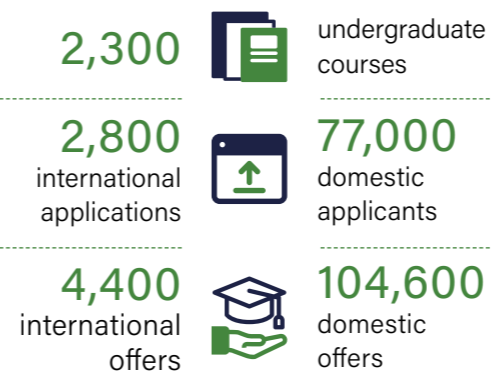 2,300
undergraduate
courses
2,800
international
applications
77,000
domestic
applicants
4,400
international
offers
104,600
domestic
offers